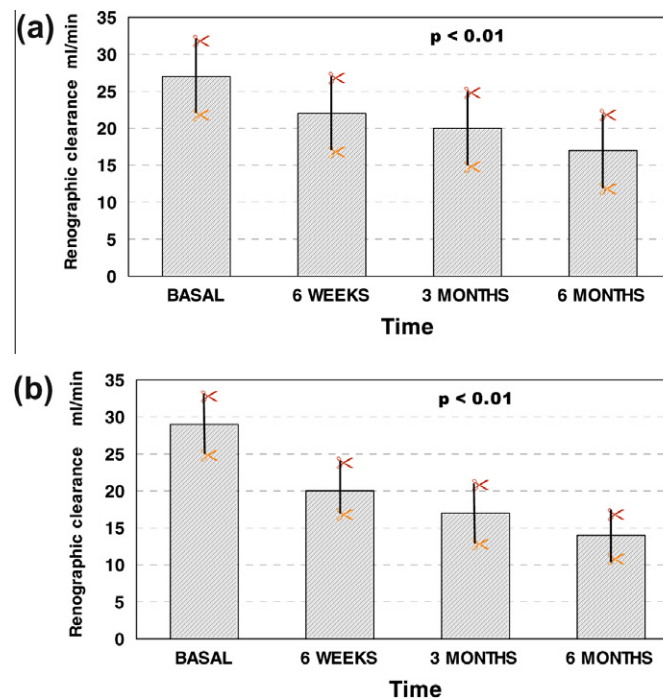 (a)
Renographic clearance ml/min
35
30
25
20
15
10
5
0
p < 0.01
BASAL 6 WEEKS 3 MONTHS 6 MONTHS
Time
(b)
Renographic clearance ml/min
35
30
25
20
15
10
5
0
p < 0.01
BASAL 6 WEEKS 3 MONTHS 6 MONTHS
Time